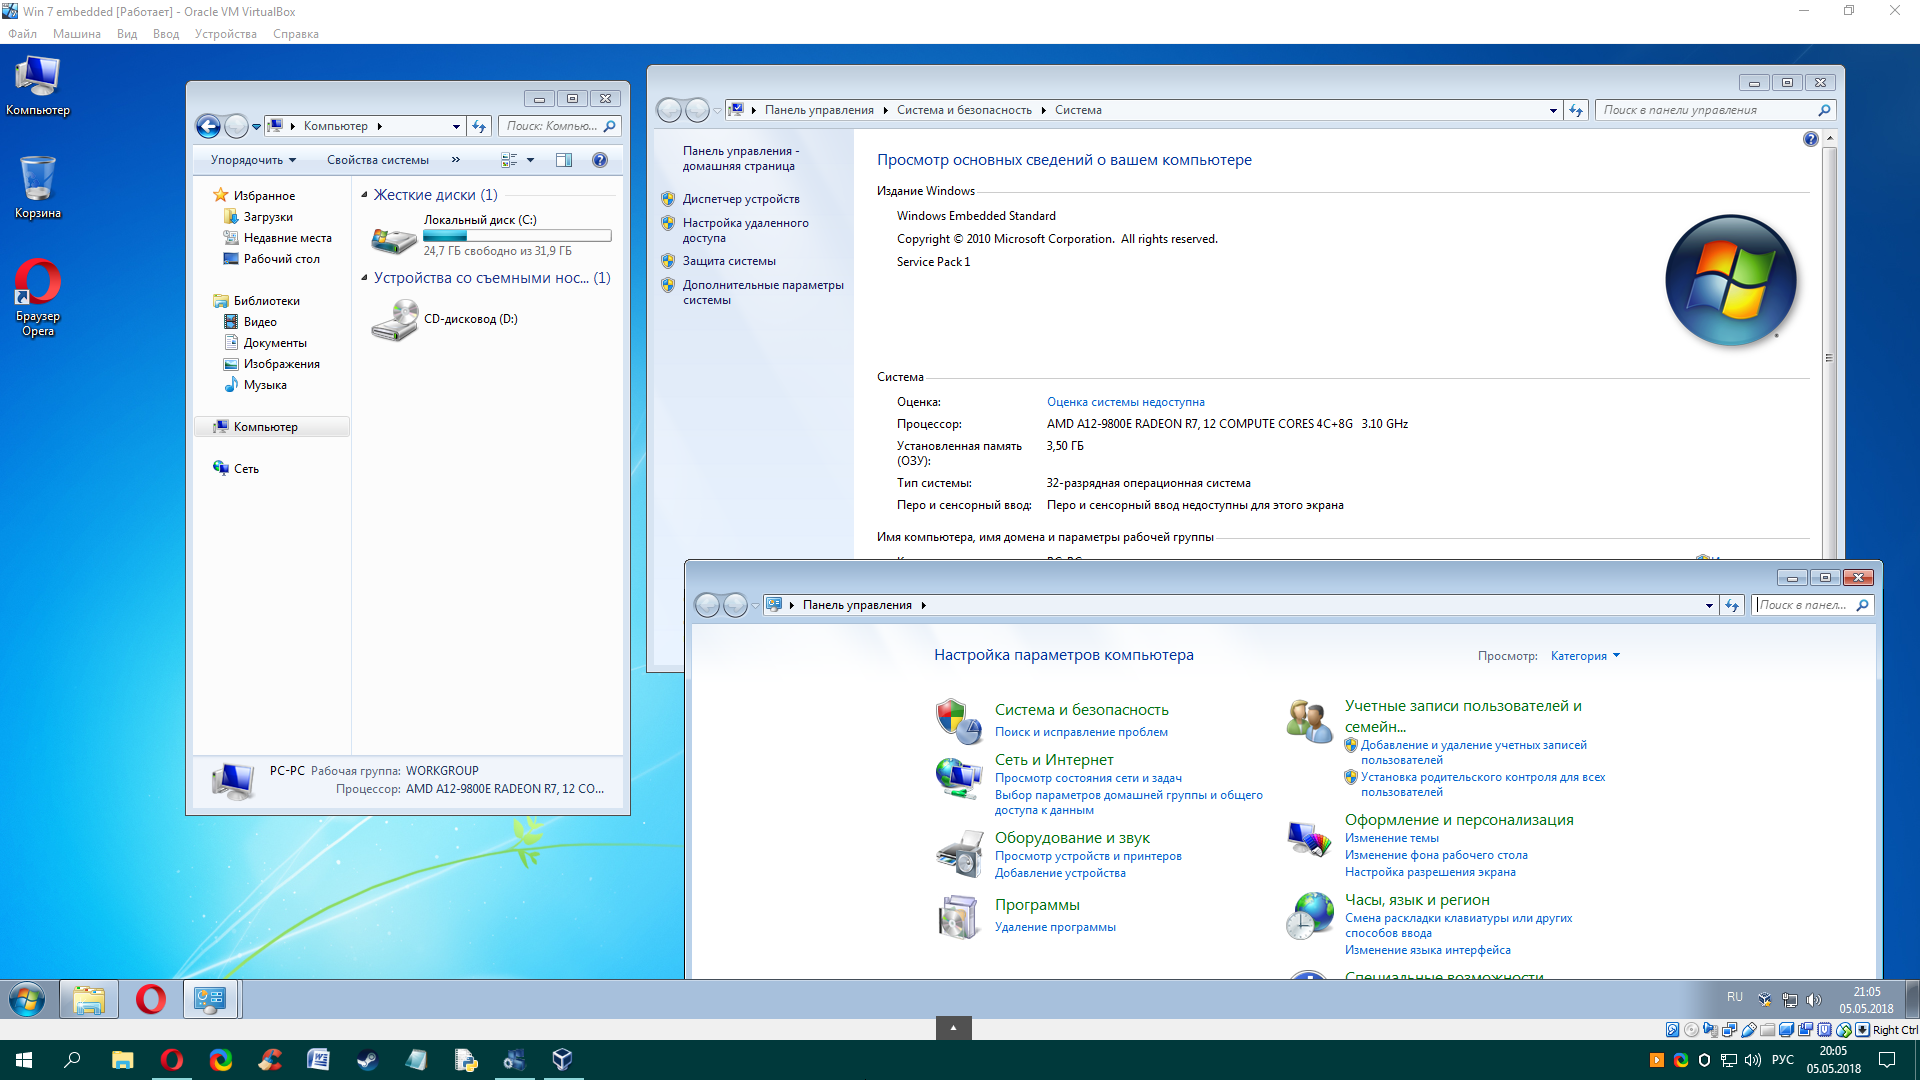 Win 7 embedded [Работает] - Oracle VM VirtualBox
Файл Машина Вид Ввод Устройства Справка
Компьютер
Корзина
Браузер
Opera
Компьютер
Поиск: Компью...
Упорядочить
Свойства системы
»
Избранное
Загрузки
Недавние места
Рабочий стол
Библиотеки
Видео
Документы
Изображения
Музыка
Компьютер
Сеть
Жесткие диски (1)
Локальный диск (C:)
24,7 ГБ свободно из 31,9 ГБ
Устройства со съемными нос... (1)
CD-дисковод (D:)
PC-PC Рабочая группа: WORKGROUP
Процессор: AMD A12-9800E RADEON R7, 12 CO...
Панель управления
Система и безопасность
Система
Поиск в панели управления
Панель управления -
домашняя страница
Диспетчер устройств
Настройка удаленного
доступа
Защита системы
Дополнительные параметры
системы
Просмотр основных сведений о вашем компьютере
Издание Windows
Windows Embedded Standard
Copyright © 2010 Microsoft Corporation. All rights reserved.
Service Pack 1
Система
Оценка: Оценка системы недоступна
Процессор: AMD A12-9800E RADEON R7, 12 COMPUTE CORES 4C+8G 3.10 GHz
Установленная память 3,50 ГБ
(ОЗУ):
Тип системы: 32-разрядная операционная система
Перо и сенсорный ввод: Перо и сенсорный ввод недоступны для этого экрана
Имя компьютера, имя домена и параметры рабочей группы
Панель управления
Поиск в панел...
Настройка параметров компьютера
Просмотр: Категория
Система и безопасность
Поиск и исправление проблем
Сеть и Интернет
Просмотр состояния сети и задач
Выбор параметров домашней группы и общего
доступа к данным
Оборудование и звук
Просмотр устройств и принтеров
Добавление устройства
Программы
Удаление программы
Учетные записи пользователей и
семейн...
Добавление и удаление учетных записей
пользователей
Установка родительского контроля для всех
пользователей
Оформление и персонализация
Изменение темы
Изменение фона рабочего стола
Настройка разрешения экрана
Часы, язык и регион
Смена раскладки клавиатуры или других
способов ввода
Изменение языка интерфейса
Специальные возможности
RU
21:05
05.05.2018
Right Ctrl
РУС
20:05
05.05.2018